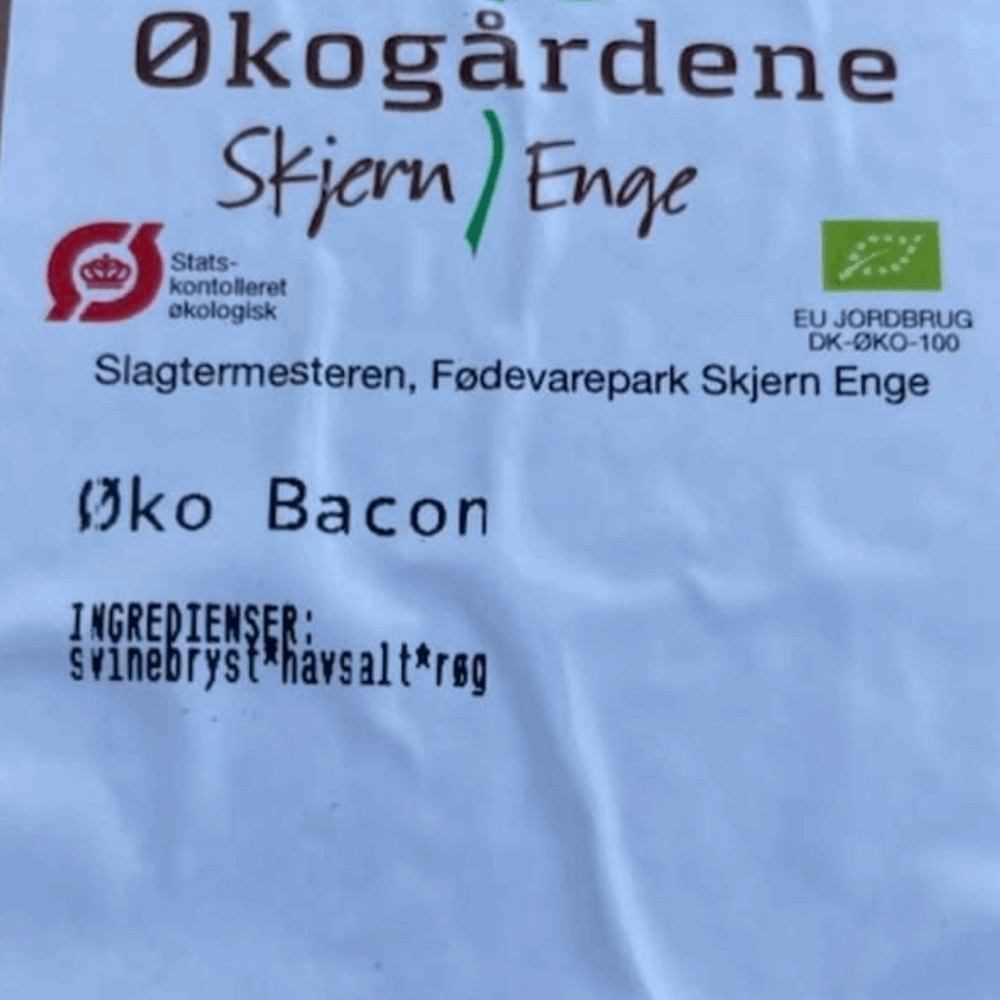 Økogårdene
Skjern Enge
Stats-
kontolleret
økologisk
EU JORDBRUG
DK-ØKO-100
Slagtermesteren, Fødevarepark Skjern Enge
Øko Bacon
INGREDIENSER:
svinebryst*havsalt*røg